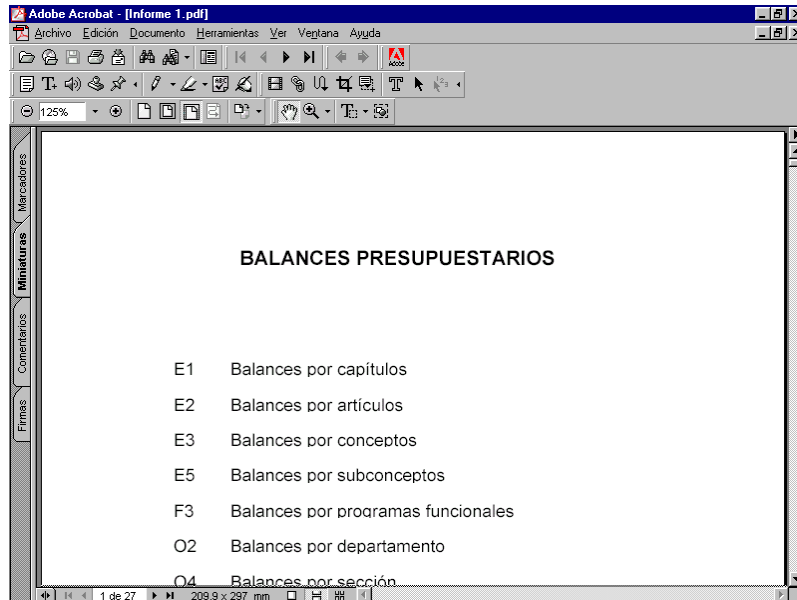 Adobe Acrobat - [Informe 1.pdf]
Archivo Edición Documento Herramientas Ver Ventana Ayuda
Adobe
125%
Marcadores
Miniaturas
Comentarios
Firmas
BALANCES PRESUPUESTARIOS
E1 Balances por capítulos
E2 Balances por artículos
E3 Balances por conceptos
E5 Balances por subconceptos
F3 Balances por programas funcionales
O2 Balances por departamento
O4 Balances por sección
1 de 27 209.9 x 297 mm